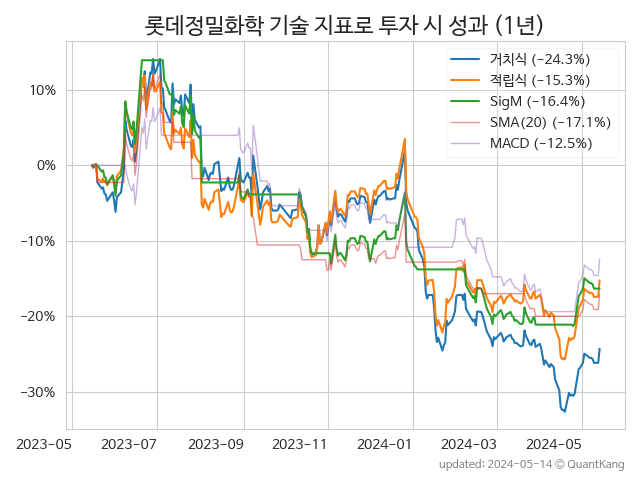 롯데정밀화학 기술 지표로 투자 시 성과 (1년)
거치식 (−24.3%)
적립식 (−15.3%)
SigM (−16.4%)
SMA(20) (−17.1%)
MACD (−12.5%)
10%
0%
−10%
−20%
−30%
2023-05 2023-07 2023-09 2023-11 2024-01 2024-03 2024-05
updated: 2024-05-14 ⓒ QuantKang